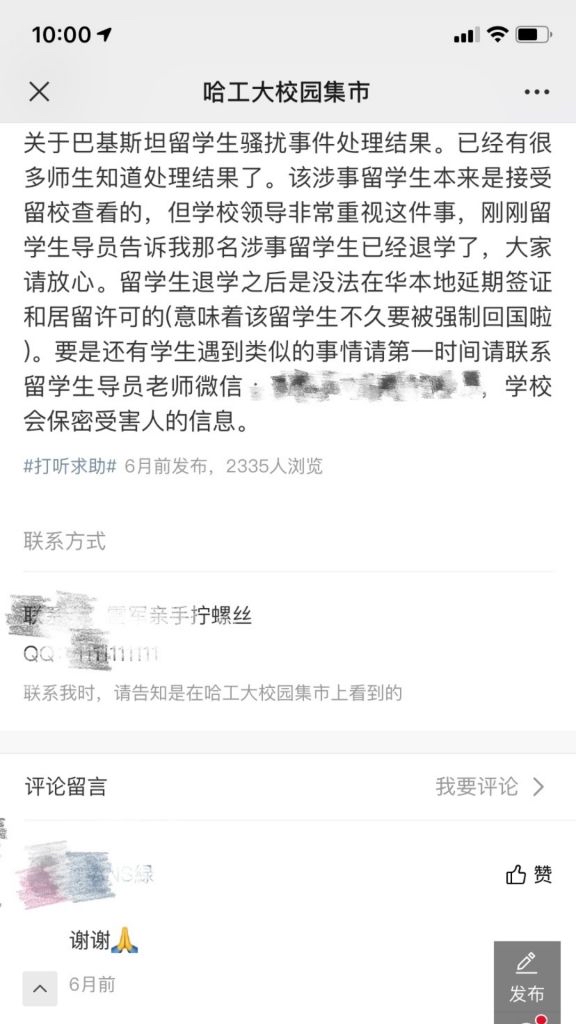 10:00
哈工大校园集市
关于巴基斯坦留学生骚扰事件处理结果。已经有很
多师生知道处理结果了。该涉事留学生本来是接受
留校查看的，但学校领导非常重视这件事，刚刚留
学生导员告诉我那名涉事留学生已经退学了，大家
请放心。留学生退学之后是没法在华本地延期签证
和居留许可的(意味着该留学生不久要被强制回国啦
)。要是还有学生遇到类似的事情请第一时间请联系
留学生导员老师微信：，学校
会保密受害人的信息。
#打听求助# 6月前发布，2335人浏览
联系方式
亲手拧螺丝
QQ
联系我时，请告知是在哈工大校园集市上看到的
评论留言
我要评论
赞
谢谢🙏
6月前
发布